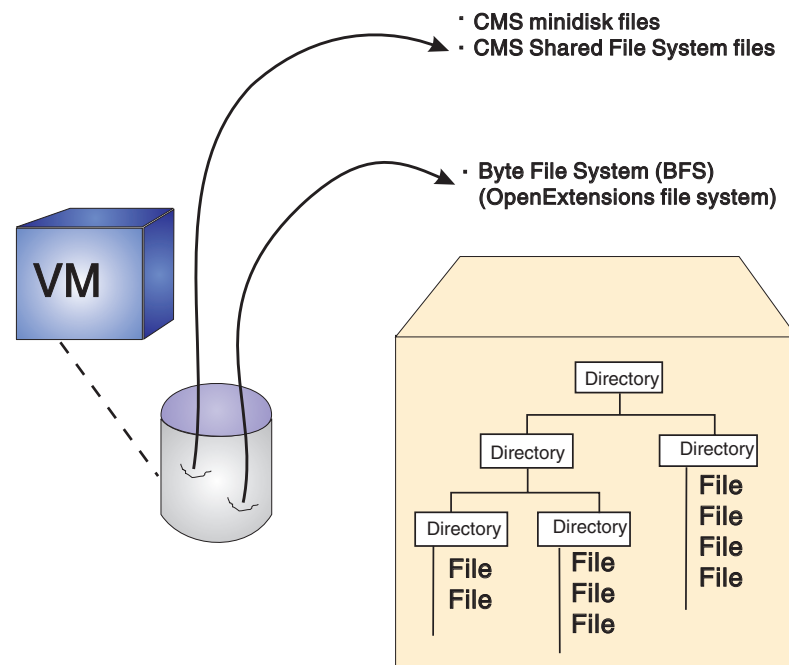 · CMS minidisk files
· CMS Shared File System files
· Byte File System (BFS)
(OpenExtensions file system)
VM
Directory
Directory
Directory
File
File
File
File
Directory
Directory
File
File
File
File
File